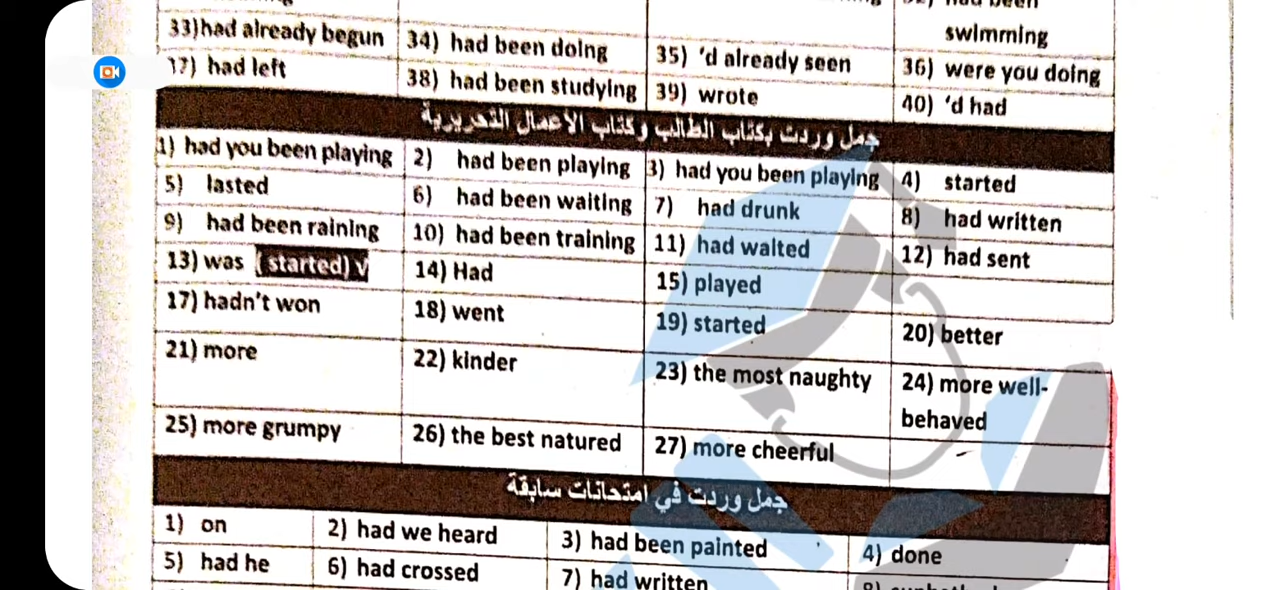 swimming
33)had already begun 34) had been doing 35) 'd already seen 36) were you doing
37) had left 38) had been studying 39) wrote 40) 'd had
جمل وردت بكتاب الطالب وكتاب الاعمال التحريرية
1) had you been playing 2) had been playing 3) had you been playing 4) started
5) lasted 6) had been waiting 7) had drunk 8) had written
9) had been raining 10) had been training 11) had waited 12) had sent
13) was (started) 14) Had 15) played
17) hadn't won 18) went 19) started 20) better
21) more 22) kinder 23) the most naughty 24) more well-
behaved
25) more grumpy 26) the best natured 27) more cheerful
جمل وردت في امتحانات سابقة
1) on 2) had we heard 3) had been painted 4) done
5) had he 6) had crossed 7) had written